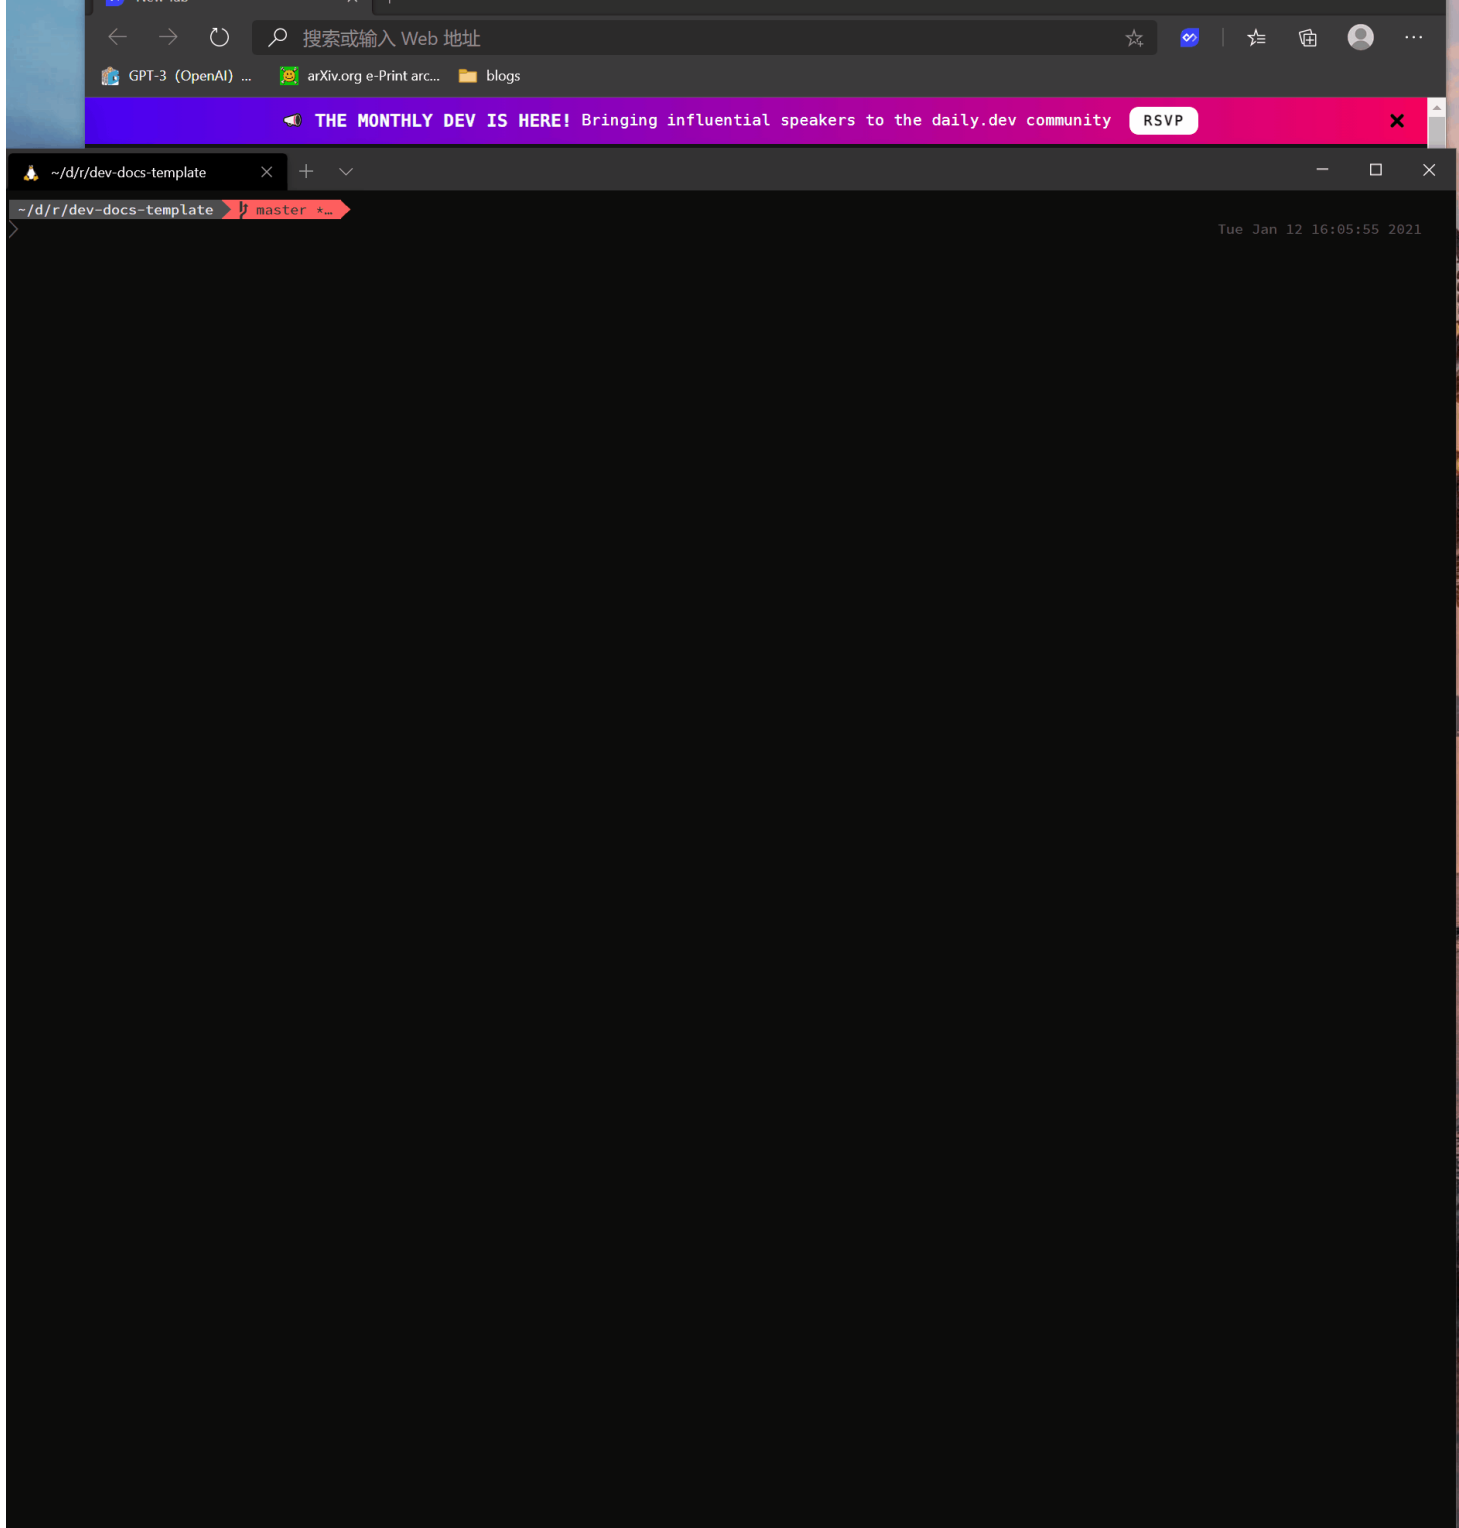 New Tab
搜索或输入 Web 地址
GPT-3 (OpenAI) ... arXiv.org e-Print arc... blogs
THE MONTHLY DEV IS HERE! Bringing influential speakers to the daily.dev community RSVP
~/d/r/dev-docs-template
~/d/r/dev-docs-template master *…
Tue Jan 12 16:05:55 2021